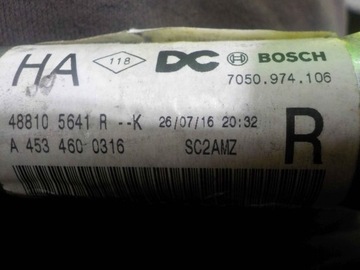 HA 118 DC BOSCH
7050.974.106
48810 5641 R --K 26/07/16 20:32
A 453 460 0316 SC2AMZ R